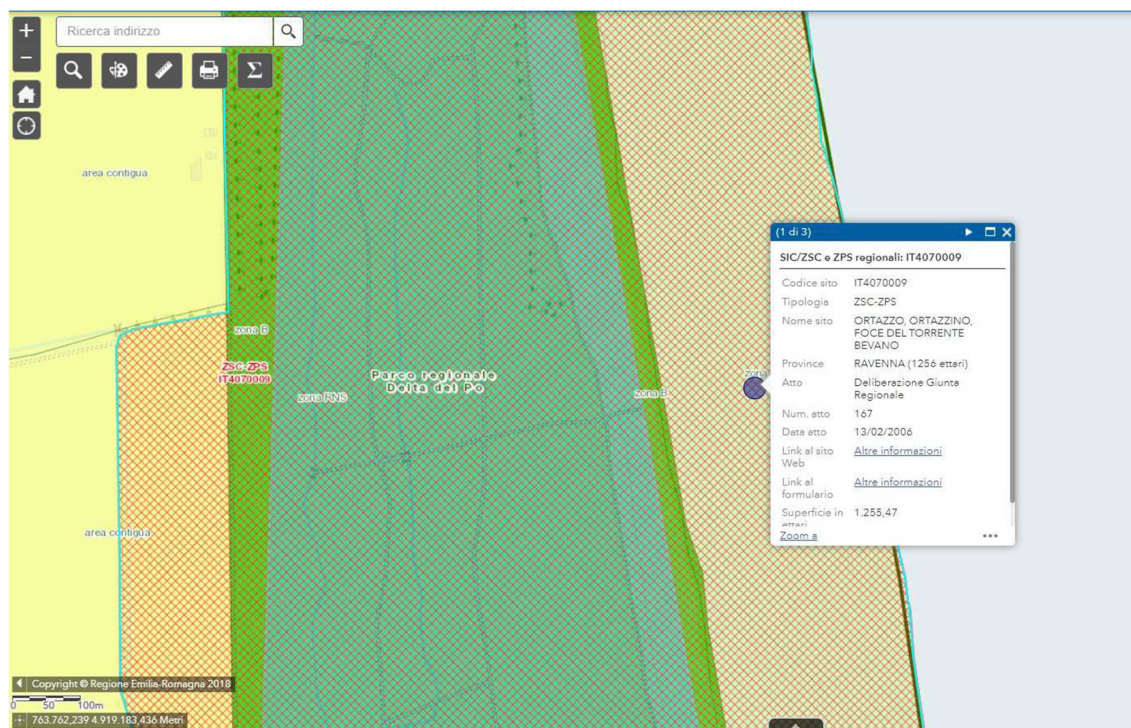 +
Ricerca indirizzo
−
Σ
area contigua
(1 di 3)
SIC/ZSC e ZPS regionali: IT4070009
Codice sito IT4070009
Tipologia ZSC-ZPS
Nome sito ORTAZZO, ORTAZZINO,
FOCE DEL TORRENTE
BEVANO
Province RAVENNA (1256 ettari)
Atto Deliberazione Giunta
Regionale
Num. atto 167
Data atto 13/02/2006
Link al sito Altre informazioni
Web
Link al Altre informazioni
formulario
Superficie in 1.255,47
ettari
Zoom a
zona B
ZSC-ZPS
IT4070009
Parco regionale
Delta del Po
zona RNS
zona B
zona
area contigua
Copyright © Regione Emilia-Romagna 2018
0 50 100m
763.762,239 4.919.183,436 Metri